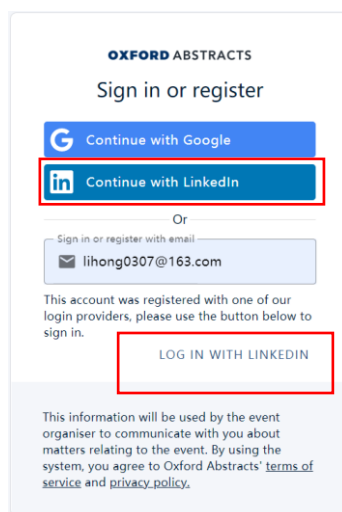 OXFORD ABSTRACTS
Sign in or register
Continue with Google
in Continue with LinkedIn
Or
Sign in or register with email
lihong0307@163.com
This account was registered with one of our
login providers, please use the button below to
sign in.
LOG IN WITH LINKEDIN
This information will be used by the event
organiser to communicate with you about
matters relating to the event. By using the
system, you agree to Oxford Abstracts' terms of
service and privacy policy.